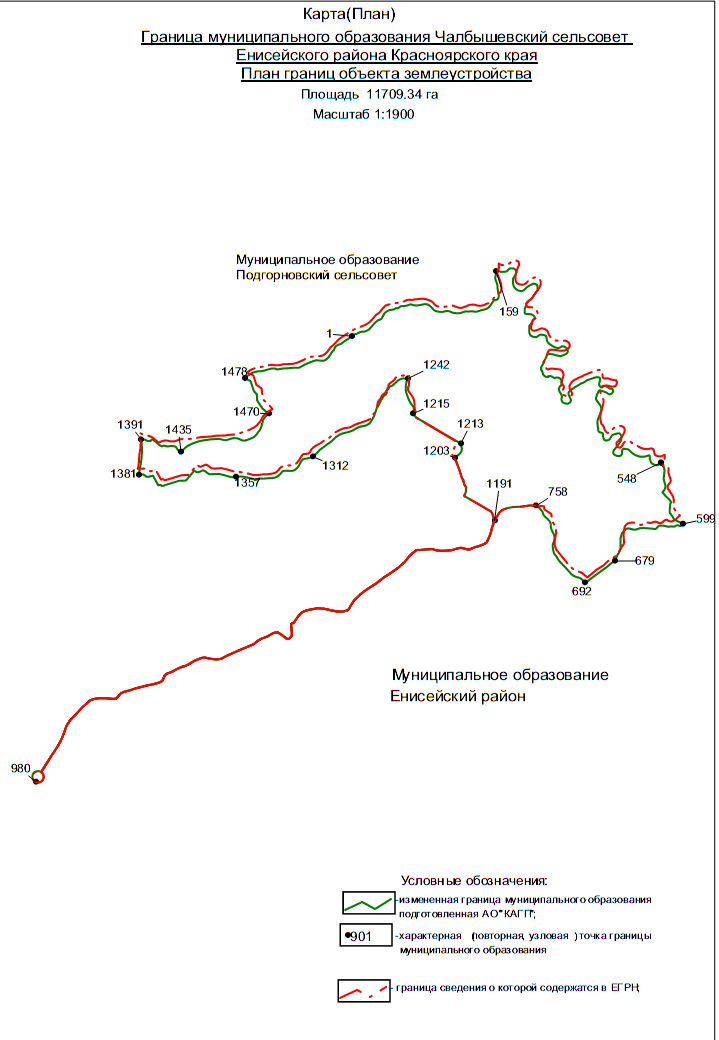 Карта(План)
Граница муниципального образования Чалбышевский сельсовет
Енисейского района Красноярского края
План границ объекта землеустройства
Площадь 11709.34 га
Масштаб 1:1900
Муниципальное образование
Подгорновский сельсовет
159
1
1478
1242
1470
1215
1391
1435
1213
1203
1312
1381
1357
548
1191
758
599
679
692
Муниципальное образование
Енисейский район
980
Условные обозначения:
-измененная граница муниципального образования
подготовленная АО"КАГП";
901
-характерная (повторная, узловая ) точка границы
муниципального образования
- граница сведения о которой содержатся в ЕГРН;